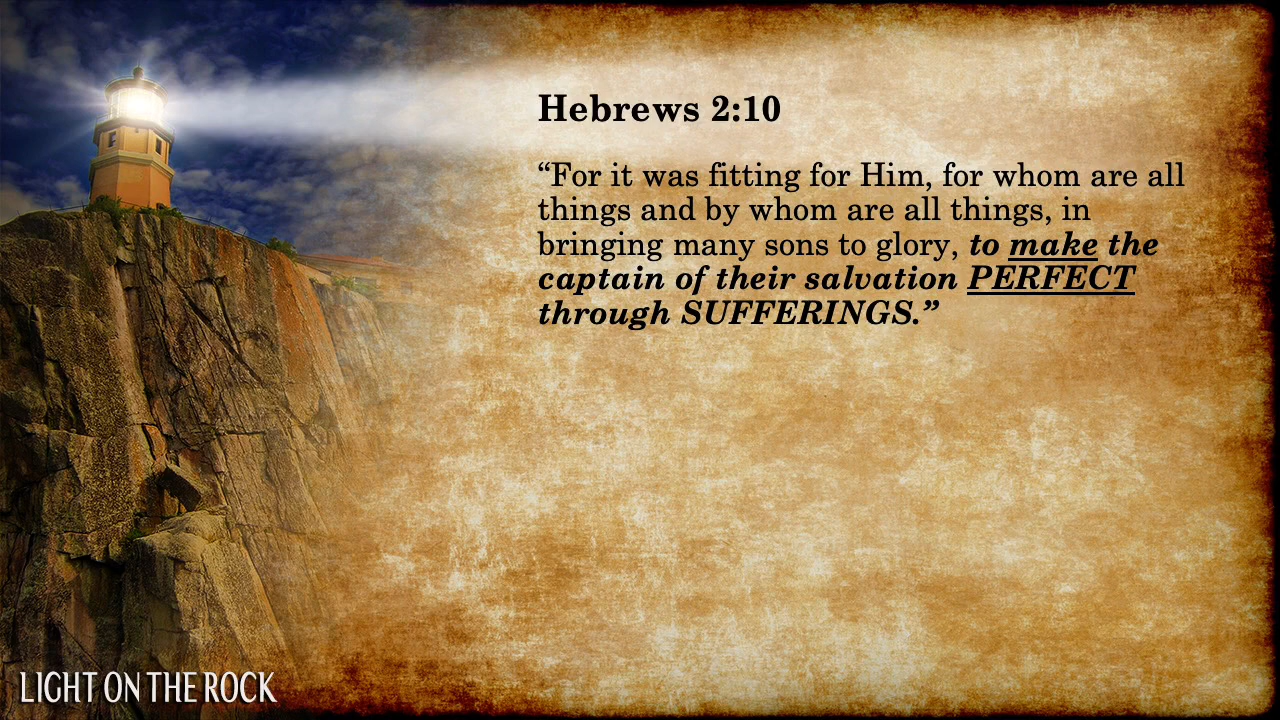 Hebrews 2:10
“For it was fitting for Him, for whom are all
things and by whom are all things, in
bringing many sons to glory, to make the
captain of their salvation PERFECT
through SUFFERINGS.”
LIGHT ON THE ROCK